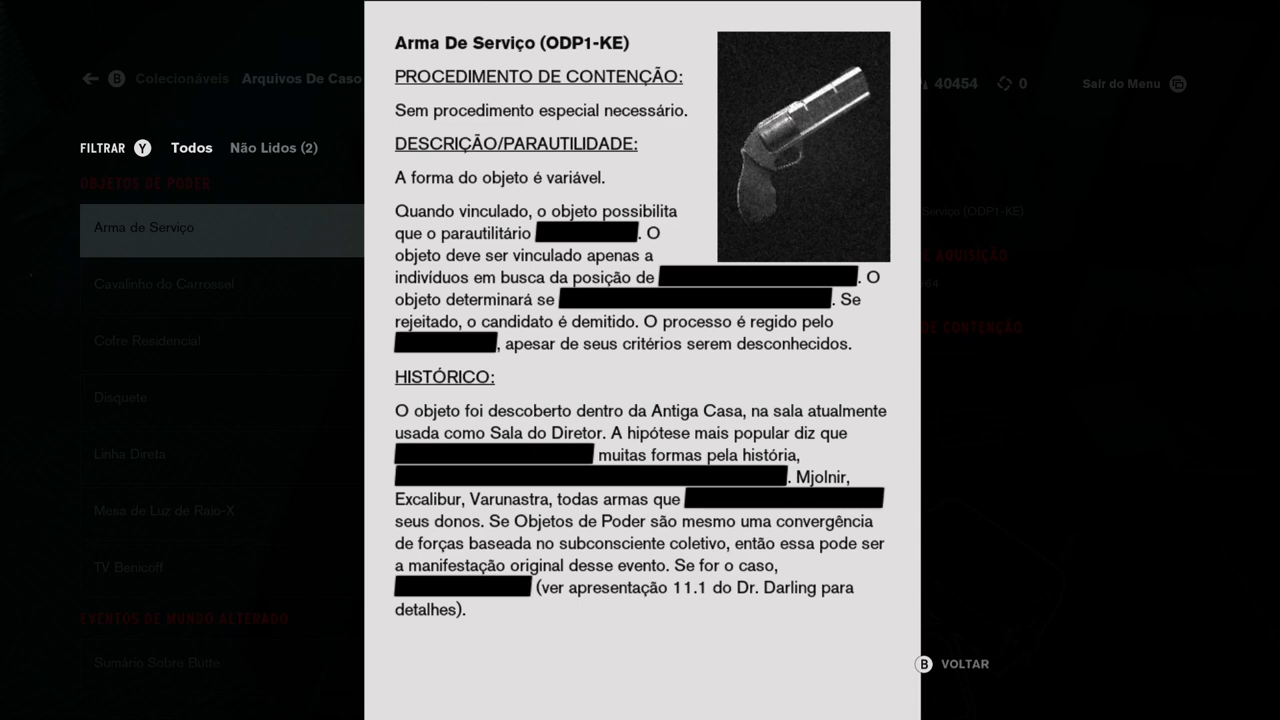 Arma De Serviço (ODP1-KE)
PROCEDIMENTO DE CONTENÇÃO:
Sem procedimento especial necessário.
DESCRIÇÃO/PARAUTILIDADE:
A forma do objeto é variável.
Quando vinculado, o objeto possibilita
que o parautilitário . O
objeto deve ser vinculado apenas a
indivíduos em busca da posição de . O
objeto determinará se . Se
rejeitado, o candidato é demitido. O processo é regido pelo
, apesar de seus critérios serem desconhecidos.
HISTÓRICO:
O objeto foi descoberto dentro da Antiga Casa, na sala atualmente
usada como Sala do Diretor. A hipótese mais popular diz que
muitas formas pela história,
. Mjolnir,
Excalibur, Varunastra, todas armas que
seus donos. Se Objetos de Poder são mesmo uma convergência
de forças baseada no subconsciente coletivo, então essa pode ser
a manifestação original desse evento. Se for o caso,
(ver apresentação 11.1 do Dr. Darling para
detalhes).
B Colecionáveis Arquivos De Caso
40454 0
Sair do Menu
FILTRAR Y Todos Não Lidos (2)
OBJETOS DE PODER
Arma de Serviço
Cavalinho do Carrossel
Cofre Residencial
Disquete
Linha Direta
Mesa de Luz de Raio-X
TV Benicoff
EVENTOS DE MUNDO ALTERADO
Sumário Sobre Butte
Serviço (ODP1-KE)
E AQUISIÇÃO
64
DE CONTENÇÃO
B VOLTAR